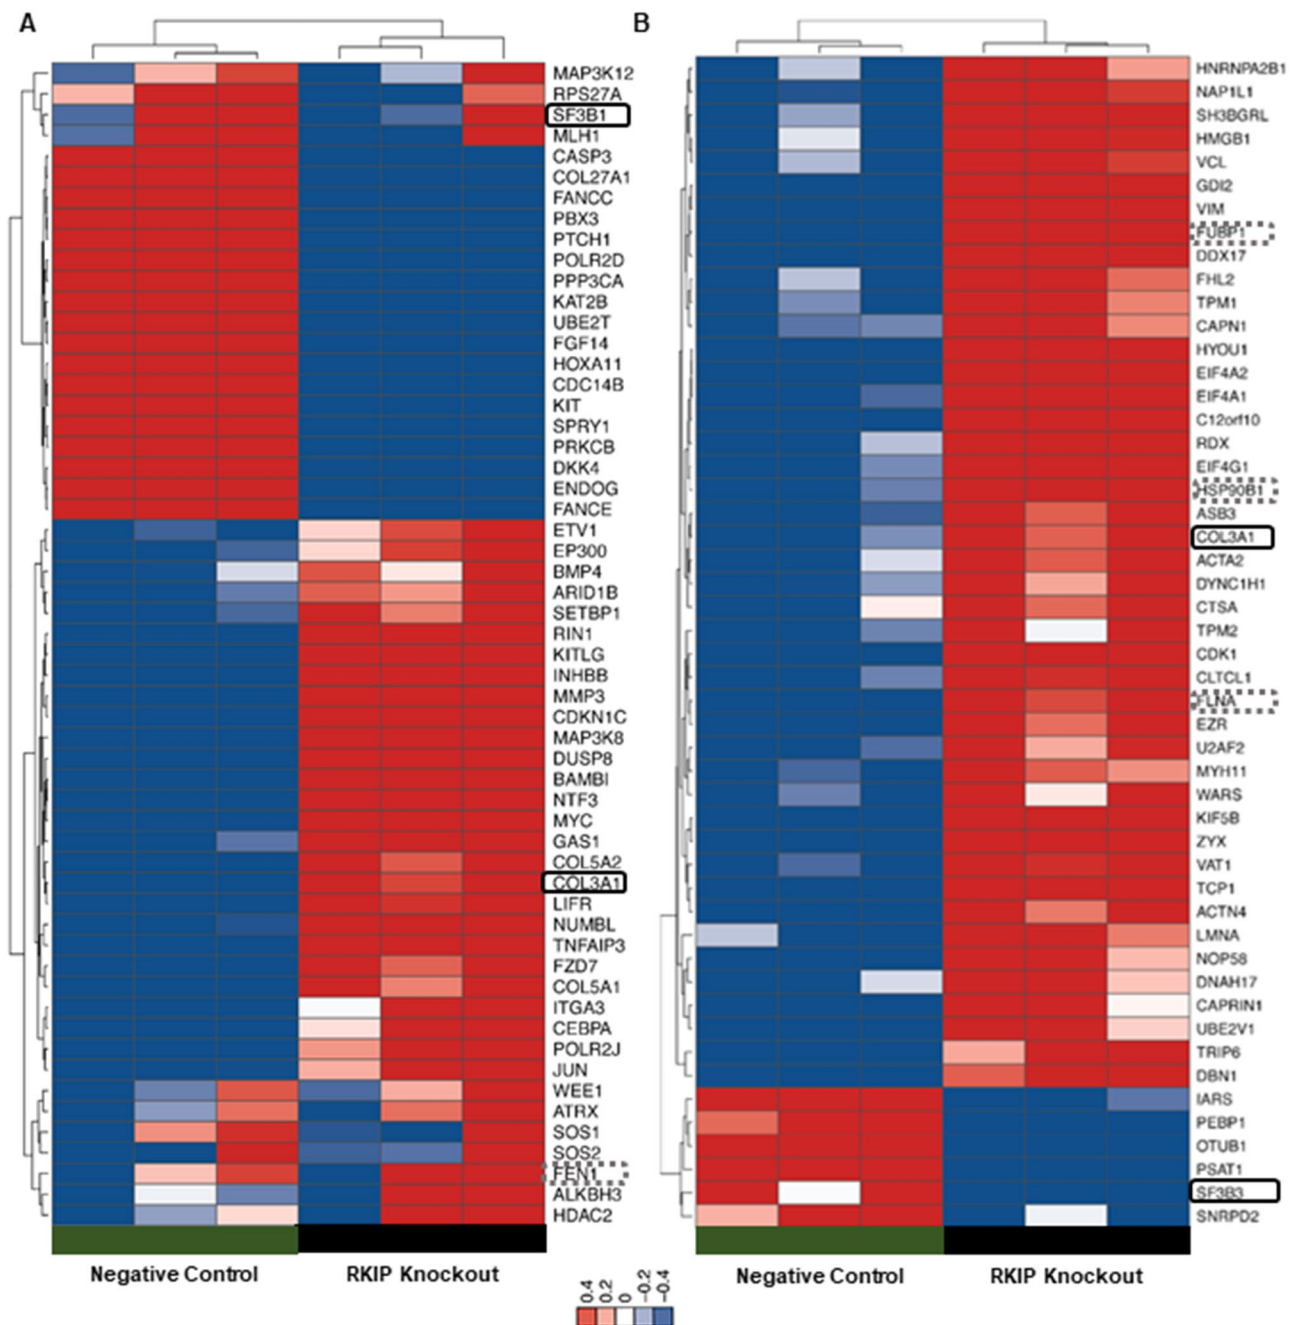 A
MAP3K12
RPS27A
SF3B1
MLH1
CASP3
COL27A1
FANCC
PBX3
PTCH1
POLR2D
PPP3CA
KAT2B
UBE2T
FGF14
HOXA11
CDC14B
KIT
SPRY1
PRKCB
DKK4
ENDOG
FANCE
ETV1
EP300
BMP4
ARID1B
SETBP1
RIN1
KITLG
INHBB
MMP3
CDKN1C
MAP3K8
DUSP8
BAMBI
NTF3
MYC
GAS1
COL5A2
COL3A1
LIFR
NUMBL
TNFAIP3
FZD7
COL5A1
ITGA3
CEBPA
POLR2J
JUN
WEE1
ATRX
SOS1
SOS2
FEN1
ALKBH3
HDAC2
Negative Control
RKIP Knockout
B
HNRNPA2B1
NAP1L1
SH3BGRL
HMGB1
VCL
GDI2
VIM
FUBP1
DDX17
FHL2
TPM1
CAPN1
HYOU1
EIF4A2
EIF4A1
C12orf10
RDX
EIF4G1
HSP90B1
ASB3
COL3A1
ACTA2
DYNC1H1
CTSA
TPM2
CDK1
CLTCL1
FLNA
EZR
U2AF2
MYH11
WARS
KIF5B
ZYX
VAT1
TCP1
ACTN4
LMNA
NOP58
DNAH17
CAPRIN1
UBE2V1
TRIP6
DBN1
IARS
PEBP1
OTUB1
PSAT1
SF3B3
SNRPD2
Negative Control
RKIP Knockout
0.4
0.2
0
-0.2
-0.4